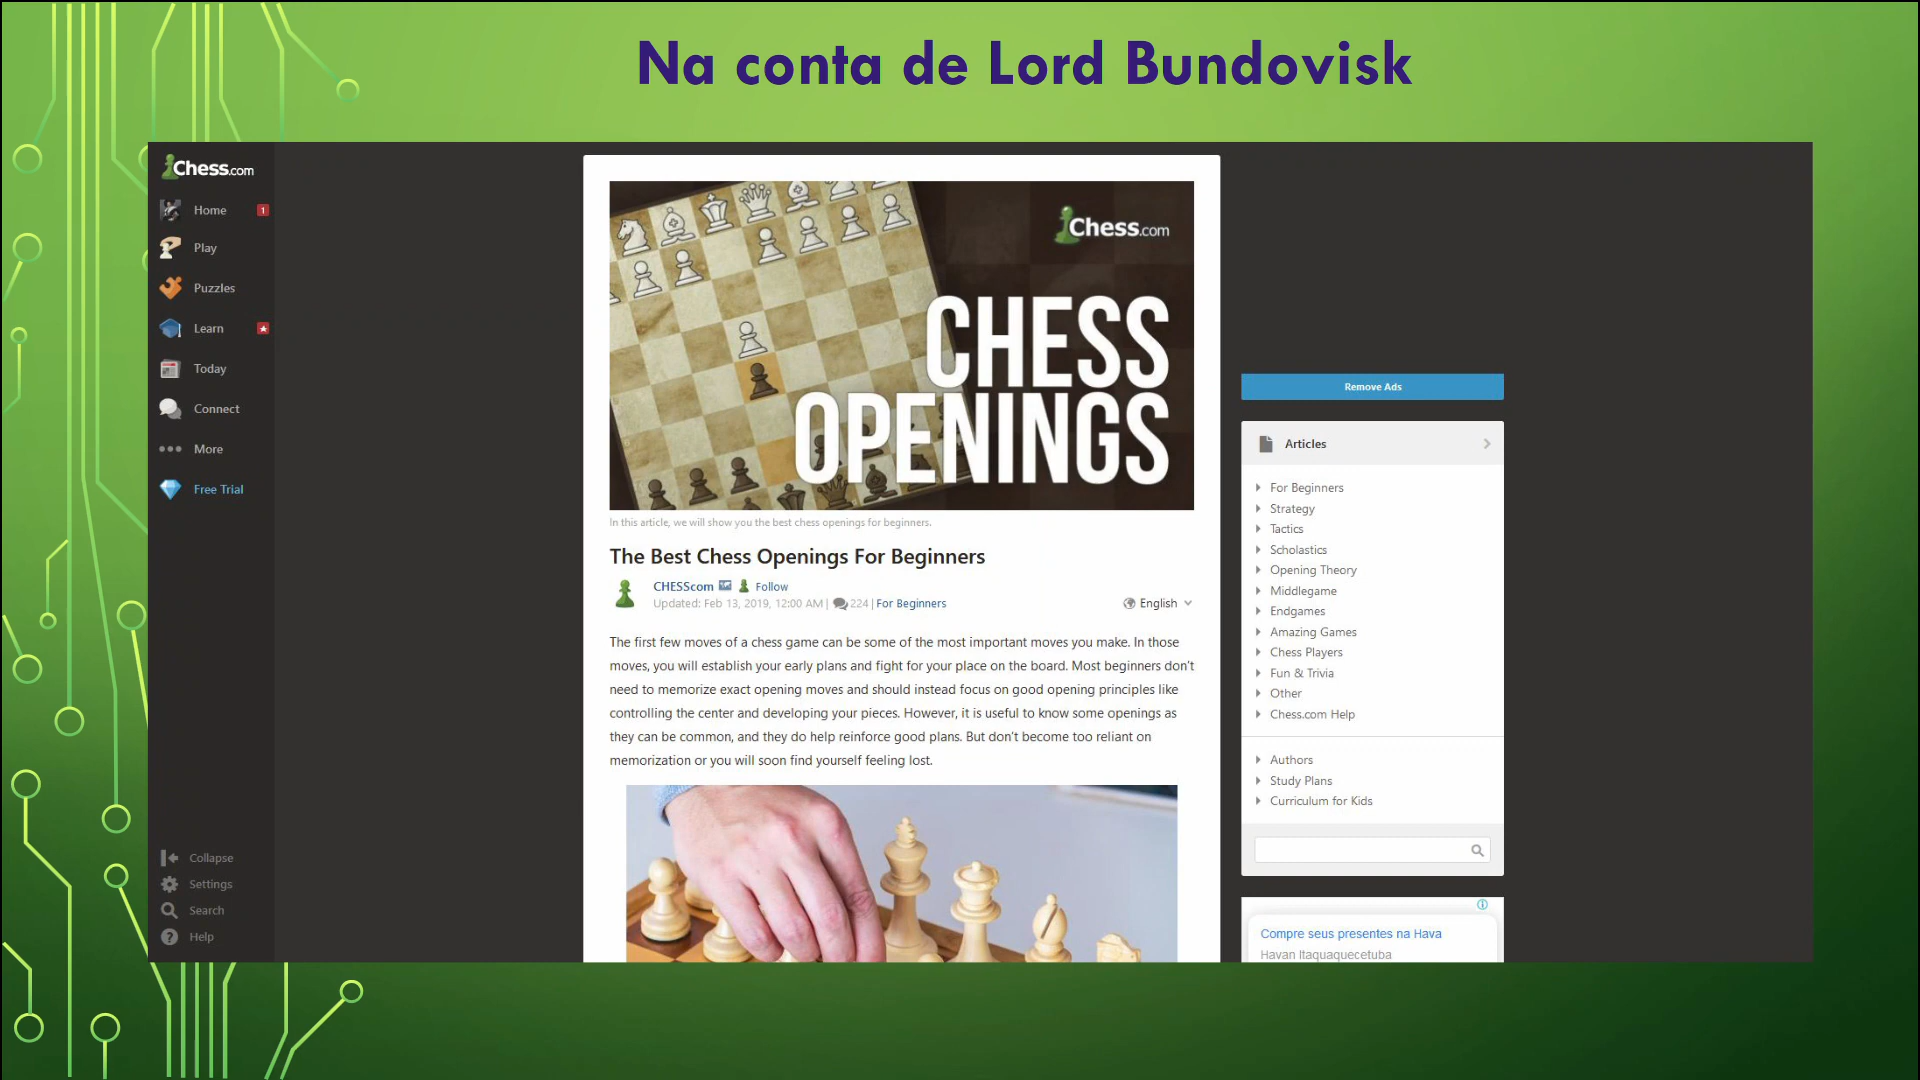 Na conta de Lord Bundovisk
Chess.com
Home 1
Play
Puzzles
Learn
Today
Connect
More
Free Trial
Collapse
Settings
Search
Help
Chess.com
CHESS
OPENINGS
In this article, we will show you the best chess openings for beginners.
The Best Chess Openings For Beginners
CHESScom Follow
Updated: Feb 13, 2019, 12:00 AM | 224 | For Beginners
English
The first few moves of a chess game can be some of the most important moves you make. In those
moves, you will establish your early plans and fight for your place on the board. Most beginners don't
need to memorize exact opening moves and should instead focus on good opening principles like
controlling the center and developing your pieces. However, it is useful to know some openings as
they can be common, and they do help reinforce good plans. But don't become too reliant on
memorization or you will soon find yourself feeling lost.
Remove Ads
Articles
For Beginners
Strategy
Tactics
Scholastics
Opening Theory
Middlegame
Endgames
Amazing Games
Chess Players
Fun & Trivia
Other
Chess.com Help
Authors
Study Plans
Curriculum for Kids
Compre seus presentes na Hava
Havan Itaquaquecetuba